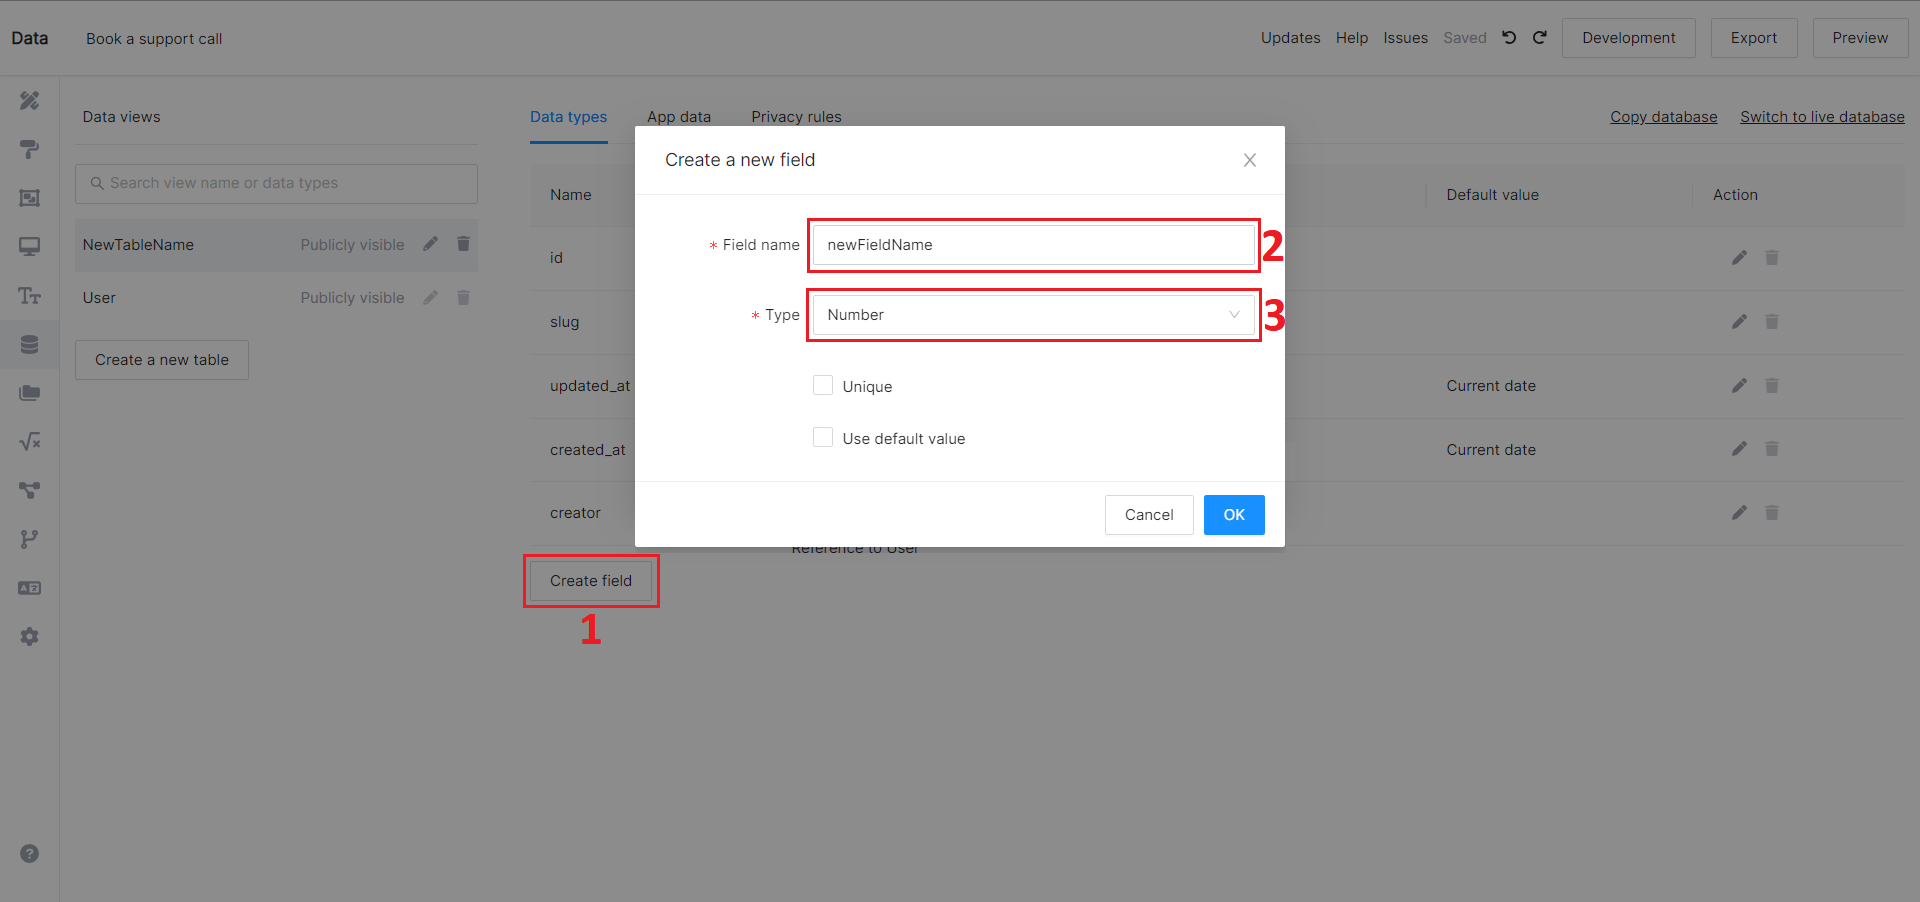 Data
Book a support call
Updates
Help
Issues
Saved
Development
Export
Preview
Data views
Search view name or data types
NewTableName Publicly visible
User Publicly visible
Create a new table
Data types
App data
Privacy rules
Copy database
Switch to live database
Name
Default value
Action
id
slug
updated_at
Current date
created_at
Current date
creator
Reference to User
Create field
1
Create a new field
* Field name newFieldName
2
* Type Number
3
Unique
Use default value
Cancel
OK
A
Z
?